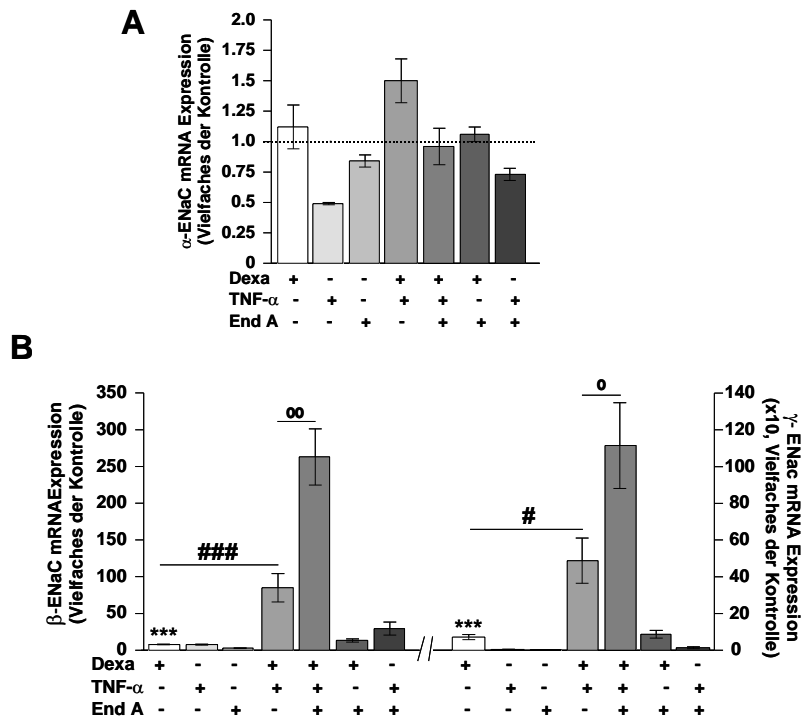 A
α-ENaC mRNA Expression
(Vielfaches der Kontrolle)
2.0
1.75
1.5
1.25
1.0
0.75
0.5
0.25
0
Dexa + - - + + + -
TNF-α - + - + + - +
End A - - + - + + +
B
β-ENaC mRNAExpression
(Vielfaches der Kontrolle)
350
300
250
200
150
100
50
0
*** ### oo
*** # o
140
120
100
80
60
40
20
0
γ- ENac mRNA Expression
(x10, Vielfaches der Kontrolle)
Dexa + - - + + + - + - - + + + -
TNF-α - + - + + - + - + - + + - +
End A - - + - + + + - - + - + + +